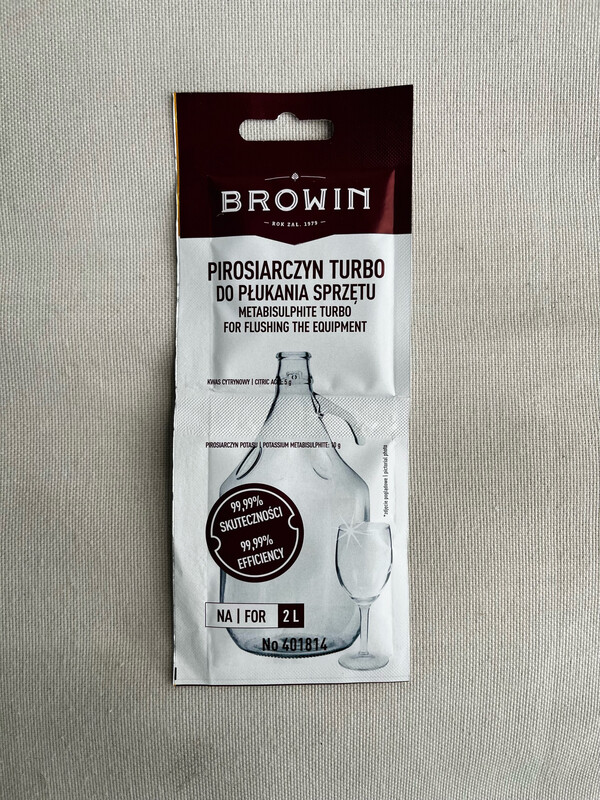 BROWIN
ROK ZAŁ. 1979
PIROSIARCZYN TURBO
DO PŁUKANIA SPRZĘTU
METABISULPHITE TURBO
FOR FLUSHING THE EQUIPMENT
KWAS CYTRYNOWY | CITRIC ACID: 5 g
PIROSIARCZYN POTASU | POTASSIUM METABISULPHITE: 10 g
*zdjęcie poglądowe | pictorial photo
99,99%
SKUTECZNOŚCI
99,99%
EFFICIENCY
NA | FOR 2 L
No 401814